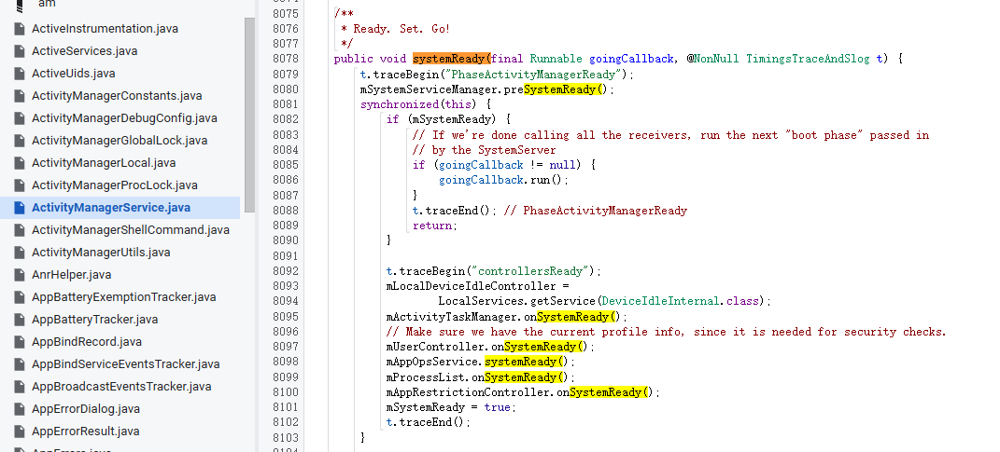 am
ActiveInstrumentation.java
ActiveServices.java
ActiveUids.java
ActivityManagerConstants.java
ActivityManagerDebugConfig.java
ActivityManagerGlobalLock.java
ActivityManagerLocal.java
ActivityManagerProcLock.java
ActivityManagerService.java
ActivityManagerShellCommand.java
ActivityManagerUtils.java
AnrHelper.java
AppBatteryExemptionTracker.java
AppBatteryTracker.java
AppBindRecord.java
AppBindServiceEventsTracker.java
AppBroadcastEventsTracker.java
AppErrorDialog.java
AppErrorResult.java
8075 /**
8076 * Ready. Set. Go!
8077 */
8078 public void systemReady(final Runnable goingCallback, @NonNull TimingsTraceAndSlog t) {
8079 t.traceBegin("PhaseActivityManagerReady");
8080 mSystemServiceManager.preSystemReady();
8081 synchronized(this) {
8082 if (mSystemReady) {
8083 // If we're done calling all the receivers, run the next "boot phase" passed in
8084 // by the SystemServer
8085 if (goingCallback != null) {
8086 goingCallback.run();
8087 }
8088 t.traceEnd(); // PhaseActivityManagerReady
8089 return;
8090 }
8091
8092 t.traceBegin("controllersReady");
8093 mLocalDeviceIdleController =
8094 LocalServices.getService(DeviceIdleInternal.class);
8095 mActivityTaskManager.onSystemReady();
8096 // Make sure we have the current profile info, since it is needed for security checks.
8097 mUserController.onSystemReady();
8098 mAppOpsService.systemReady();
8099 mProcessList.onSystemReady();
8100 mAppRestrictionController.onSystemReady();
8101 mSystemReady = true;
8102 t.traceEnd();
8103 }